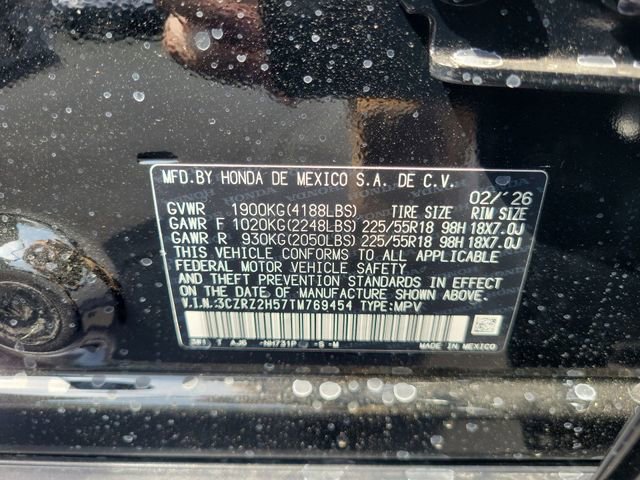 MFD.BY HONDA DE MEXICO S.A. DE C.V. 02/'26
GVWR 1900KG(4188LBS) TIRE SIZE RIM SIZE
GAWR F 1020KG(2248LBS) 225/55R18 98H 18X7.0J
GAWR R 930KG(2050LBS) 225/55R18 98H 18X7.0J
THIS VEHICLE CONFORMS TO ALL APPLICABLE
FEDERAL MOTOR VEHICLE SAFETY
AND THEFT PREVENTION STANDARDS IN EFFECT
ON THE DATE OF MANUFACTURE SHOWN ABOVE.
V.I.N.:3CZRZ2H57TM769454 TYPE:MPV
3W1 T AJ6 NH731P -S -M MADE IN MEXICO